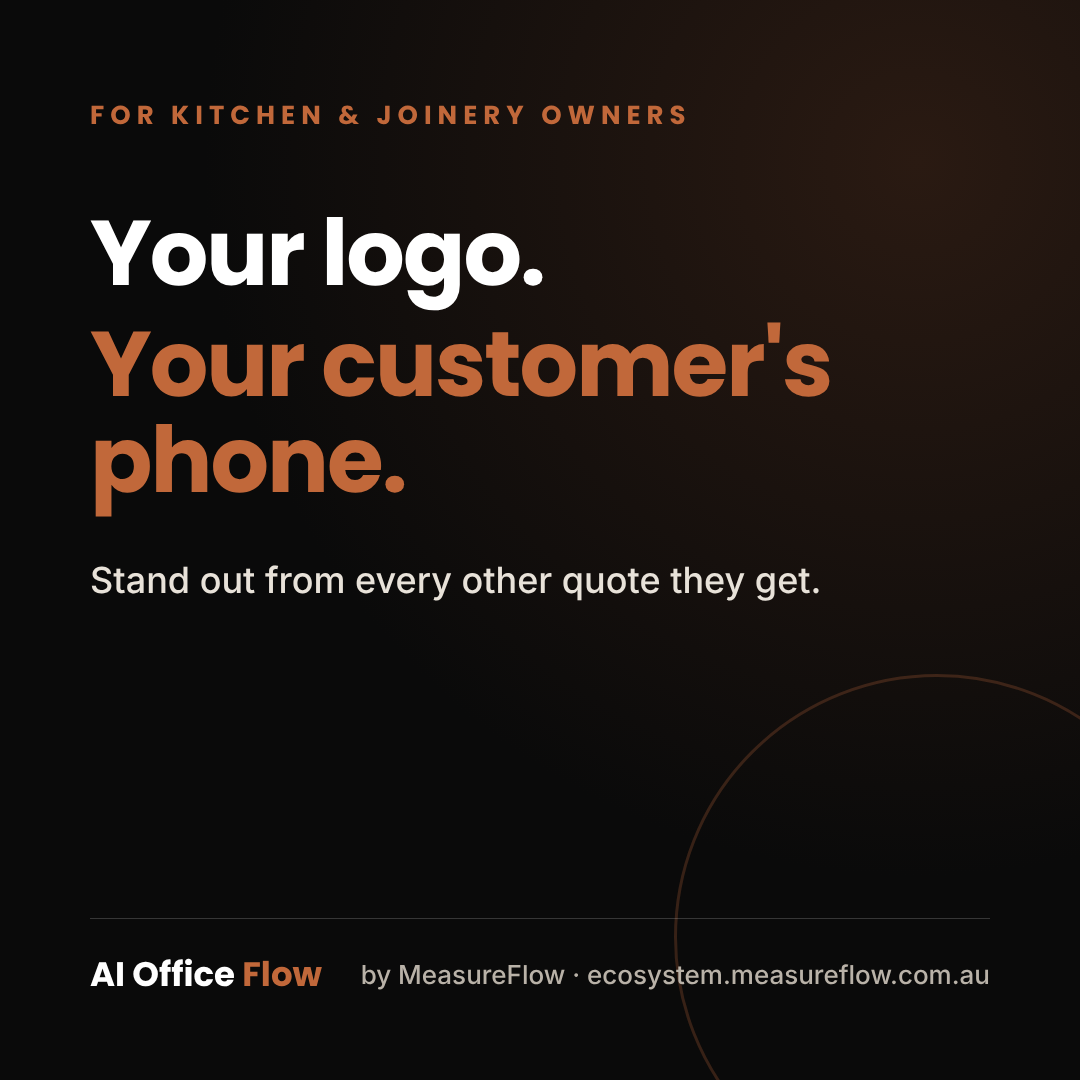 FOR KITCHEN & JOINERY OWNERS
Your logo.
Your customer's
phone.
Stand out from every other quote they get.
AI Office Flow by MeasureFlow · ecosystem.measureflow.com.au